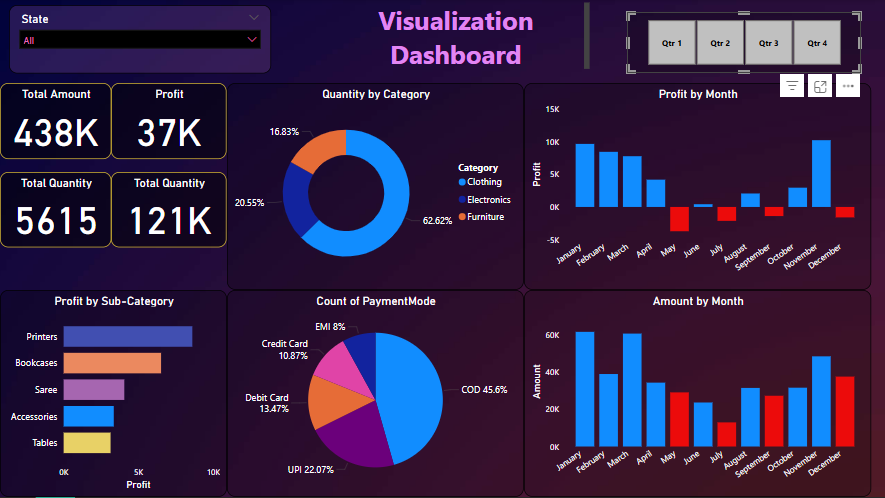 State
All
Visualization
Dashboard
Qtr 1
Qtr 2
Qtr 3
Qtr 4
Total Amount
438K
Profit
37K
Total Quantity
5615
Total Quantity
121K
Quantity by Category
16.83%
20.55%
62.62%
Category
Clothing
Electronics
Furniture
Profit by Month
Profit
15K
10K
5K
0K
-5K
January
February
March
April
May
June
July
August
September
October
November
December
Profit by Sub-Category
Printers
Bookcases
Saree
Accessories
Tables
0K
5K
10K
Profit
Count of PaymentMode
EMI 8%
Credit Card
10.87%
Debit Card
13.47%
UPI 22.07%
COD 45.6%
Amount by Month
Amount
60K
40K
20K
0K
January
February
March
April
May
June
July
August
September
October
November
December